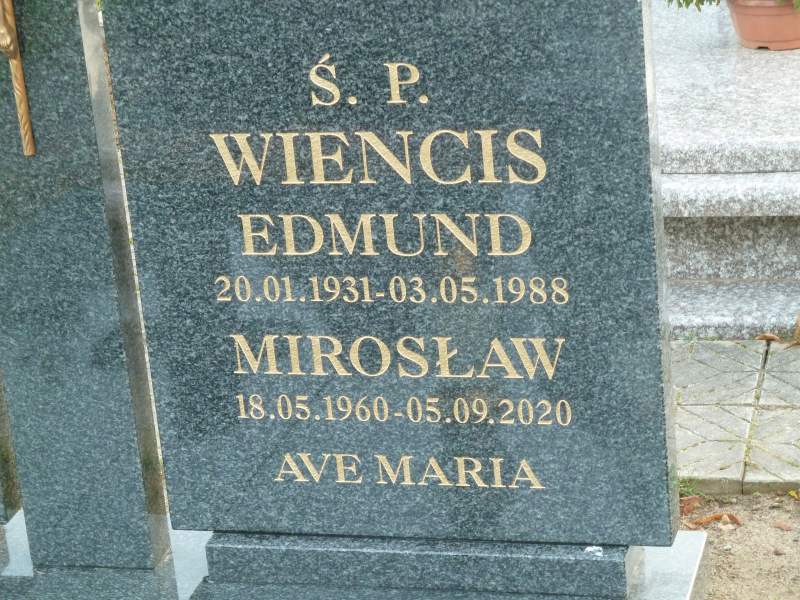 Ś. P.
WIENCIS
EDMUND
20.01.1931-03.05.1988
MIROSŁAW
18.05.1960-05.09.2020
AVE MARIA